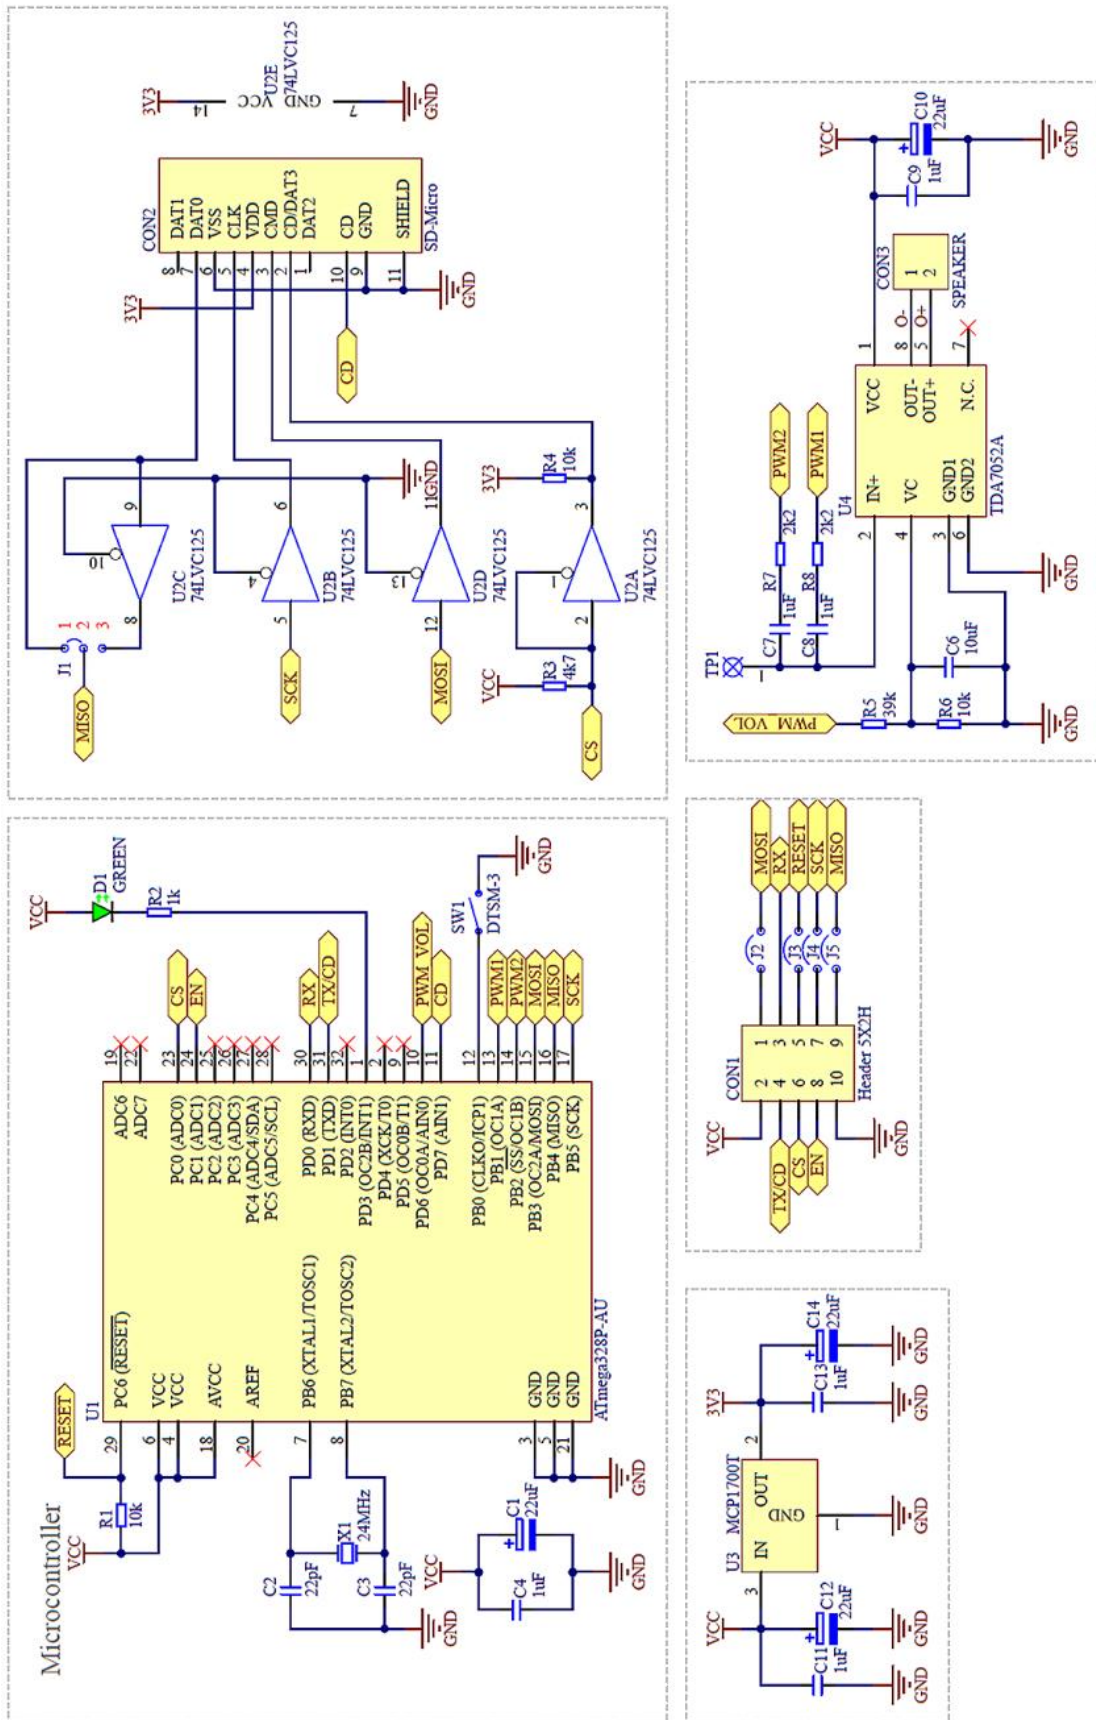 Microcontroller
VCC
R1
10k
RESET
U1
29
PC6 (RESET)
6
VCC
4
VCC
18
AVCC
20
AREF
7
PB6 (XTAL1/TOSC1)
8
PB7 (XTAL2/TOSC2)
3
GND
5
GND
21
GND
ATmega328P-AU
C2
22pF
X1
24MHz
C3
22pF
GND
VCC
C4
1uF
C1
22uF
GND
GND
19
ADC6
22
ADC7
23
PC0 (ADC0)
24
PC1 (ADC1)
25
PC2 (ADC2)
26
PC3 (ADC3)
27
PC4 (ADC4/SDA)
28
PC5 (ADC5/SCL)
30
PD0 (RXD)
31
PD1 (TXD)
32
PD2 (INT0)
1
PD3 (OC2B/INT1)
2
PD4 (XCK/T0)
9
PD5 (OC0B/T1)
10
PD6 (OC0A/AIN0)
11
PD7 (AIN1)
12
PB0 (CLKO/ICP1)
13
PB1 (OC1A)
14
PB2 (SS/OC1B)
15
PB3 (OC2A/MOSI)
16
PB4 (MISO)
17
PB5 (SCK)
CS
EN
RX
TX/CD
PWM_VOL
CD
PWM1
PWM2
MOSI
MISO
SCK
VCC
D1
GREEN
R2
1k
SW1
DTSM-3
GND
MISO
J1
1
2
3
8
9
10
U2C
74LVC125
SCK
5
6
4
U2B
74LVC125
MOSI
12
11
13
U2D
74LVC125
GND
CS
VCC
R3
4k7
2
3
1
U2A
74LVC125
3V3
R4
10k
3V3
CD
CON2
8
DAT1
7
DAT0
6
VSS
5
CLK
4
VDD
3
CMD
2
CD/DAT3
1
DAT2
10
CD
9
GND
11
SHIELD
SD-Micro
GND
3V3
14
VCC
GND
7
U2E
74LVC125
GND
VCC
C11
1uF
C12
22uF
GND
GND
3
U3
MCP1700T
IN
OUT
GND
1
GND
2
3V3
C13
1uF
C14
22uF
GND
GND
VCC
TX/CD
CS
EN
GND
CON1
2
1
4
3
6
5
8
7
10
9
Header 5X2H
J2
J3
J4
J5
MOSI
RX
RESET
SCK
MISO
PWM_VOL
R5
39k
R6
10k
C6
10uF
GND
TP1
1
C7
1uF
R7
2k2
PWM2
C8
1uF
R8
2k2
PWM1
U4
2
IN+
4
VC
3
GND1
6
GND2
GND
VCC
1
OUT-
8
OUT+
5
N.C.
7
TDA7052A
O-
O+
CON3
1
2
SPEAKER
VCC
C9
1uF
C10
22uF
GND